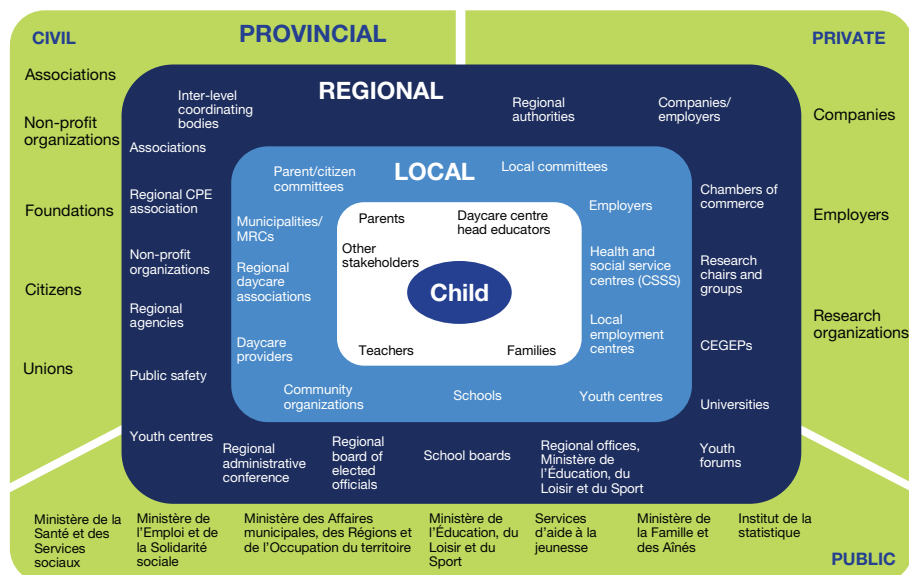 CIVIL
PROVINCIAL
PRIVATE
Associations
Non-profit
organizations
Foundations
Citizens
Unions
Companies
Employers
Research
organizations
REGIONAL
Inter-level
coordinating
bodies
Regional
authorities
Companies/
employers
Associations
Regional CPE
association
Non-profit
organizations
Regional
agencies
Public safety
Youth centres
Chambers of
commerce
Research
chairs and
groups
CEGEPs
Universities
Youth
forums
Regional
administrative
conference
Regional
board of
elected
officials
School boards
Regional offices,
Ministère de
l’Éducation, du
Loisir et du Sport
LOCAL
Parent/citizen
committees
Local committees
Municipalities/
MRCs
Regional
daycare
associations
Daycare
providers
Employers
Health and
social service
centres (CSSS)
Local
employment
centres
Community
organizations
Schools
Youth centres
Parents
Daycare centre
head educators
Other
stakeholders
Child
Teachers
Families
Ministère de la
Santé et des
Services
sociaux
Ministère de
l’Emploi et de
la Solidarité
sociale
Ministère des Affaires
municipales, des Régions et
de l’Occupation du territoire
Ministère de
l’Éducation, du
Loisir et du
Sport
Services
d’aide à la
jeunesse
Ministère de
la Famille et
des Aînés
Institut de la
statistique
PUBLIC